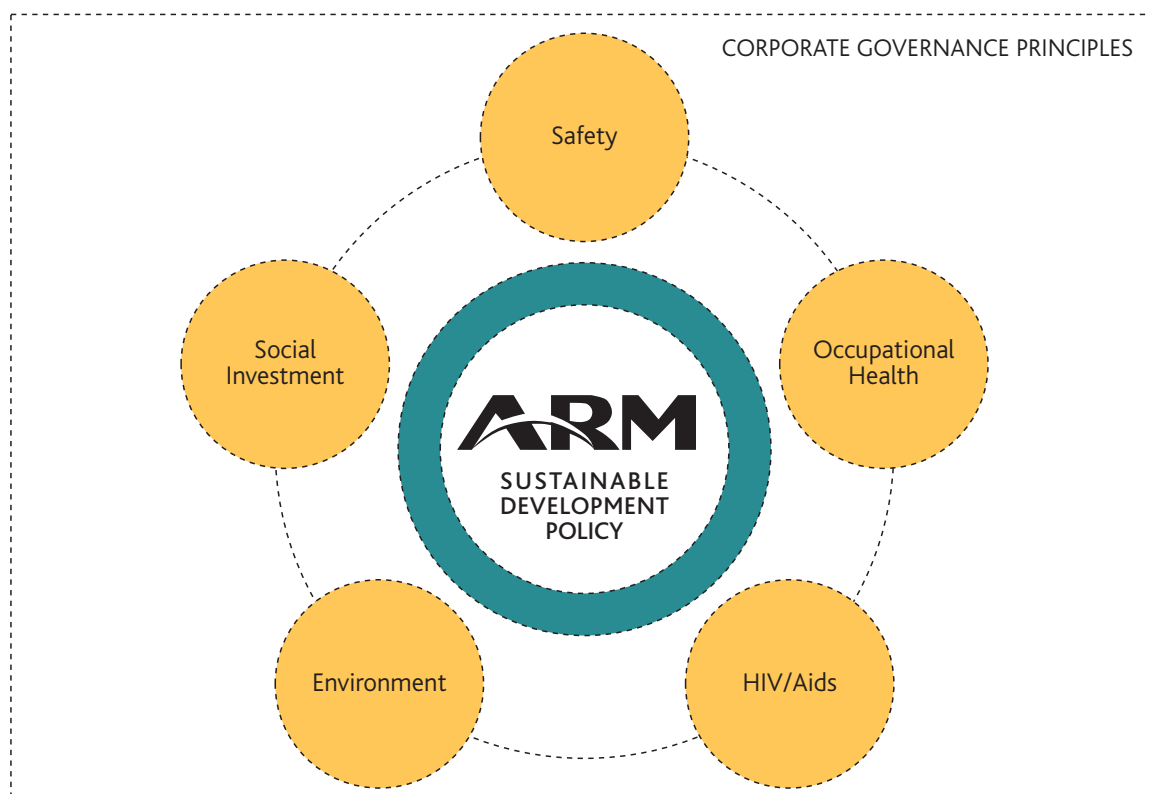 CORPORATE GOVERNANCE PRINCIPLES
Safety
Social
Investment
Occupational
Health
ARM
SUSTAINABLE
DEVELOPMENT
POLICY
Environment
HIV/Aids